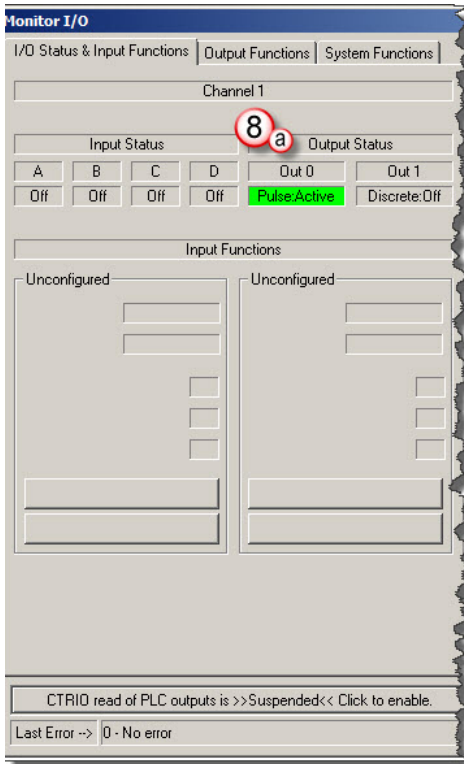 Monitor I/O
I/O Status & Input Functions Output Functions System Functions
Channel 1
8 a
Input Status Output Status
A B C D Out 0 Out 1
Off Off Off Off Pulse:Active Discrete:Off
Input Functions
Unconfigured Unconfigured
CTRIO read of PLC outputs is >>Suspended<< Click to enable.
Last Error --> 0 - No error